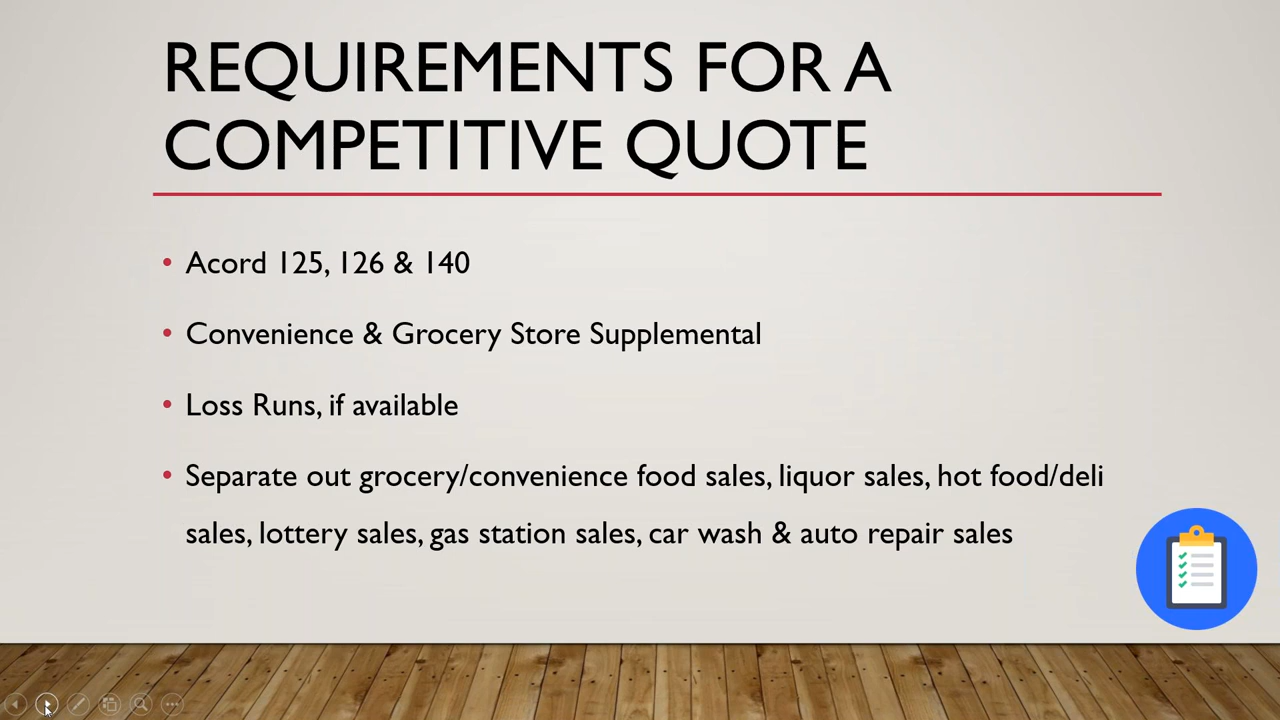 REQUIREMENTS FOR A
COMPETITIVE QUOTE
• Acord 125, 126 & 140
• Convenience & Grocery Store Supplemental
• Loss Runs, if available
• Separate out grocery/convenience food sales, liquor sales, hot food/deli
sales, lottery sales, gas station sales, car wash & auto repair sales